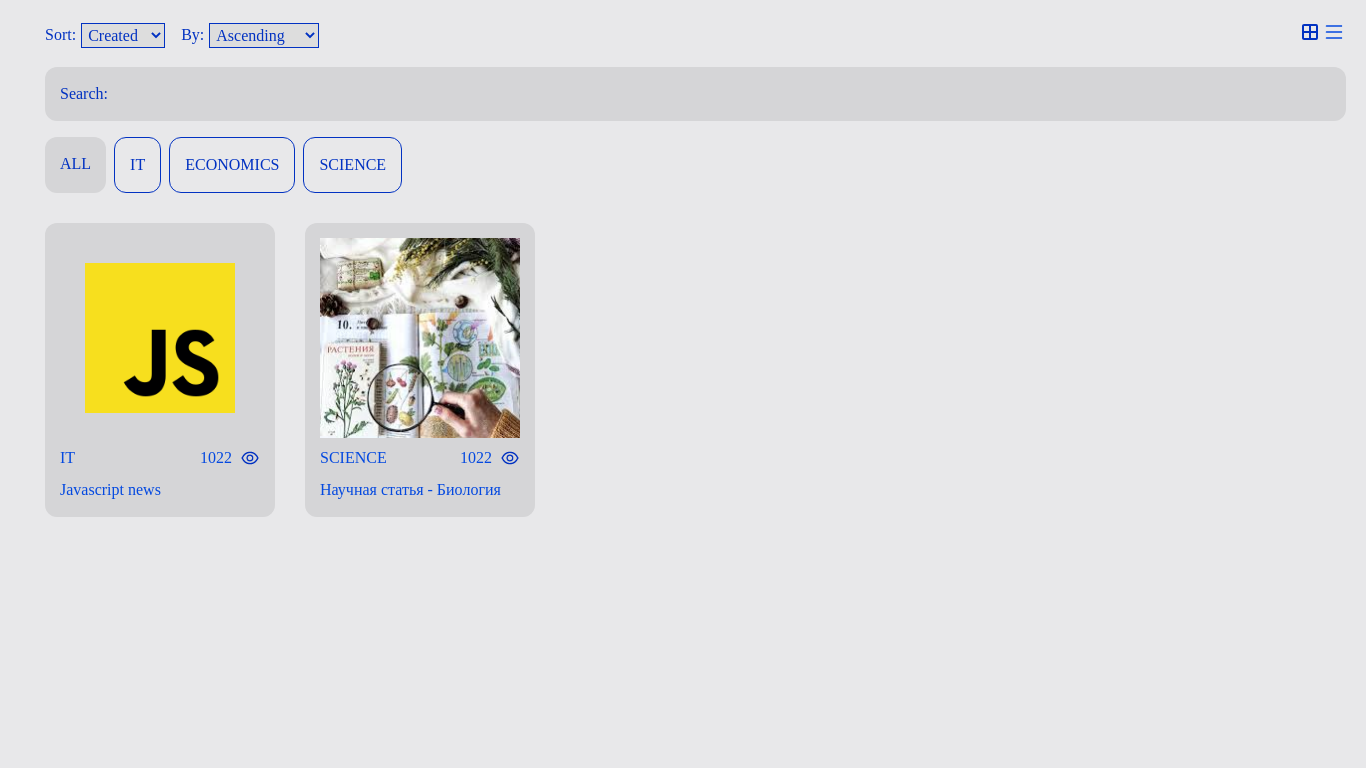 Sort: Created By: Ascending
Search:
ALL IT ECONOMICS SCIENCE
JS
10.
РАСТЕНИЯ
IT 1022
SCIENCE 1022
Javascript news
Научная статья - Биология